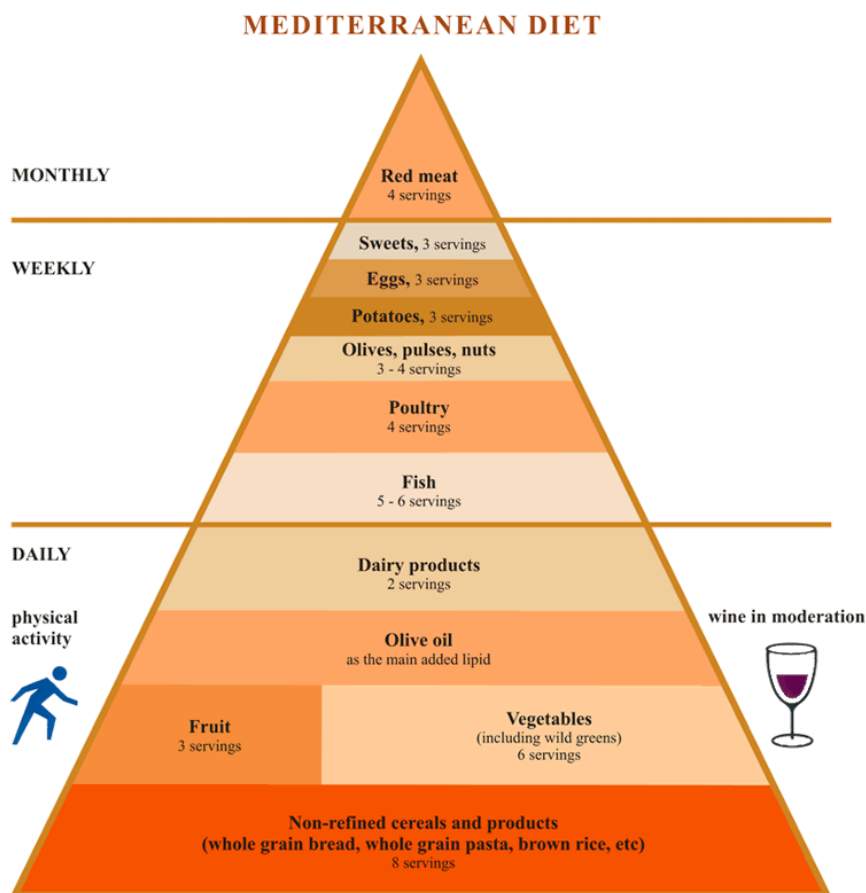 MEDITERRANEAN DIET
MONTHLY
Red meat
4 servings
WEEKLY
Sweets, 3 servings
Eggs, 3 servings
Potatoes, 3 servings
Olives, pulses, nuts
3 - 4 servings
Poultry
4 servings
Fish
5 - 6 servings
DAILY
Dairy products
2 servings
physical
activity
wine in moderation
Olive oil
as the main added lipid
Fruit
3 servings
Vegetables
(including wild greens)
6 servings
Non-refined cereals and products
(whole grain bread, whole grain pasta, brown rice, etc)
8 servings